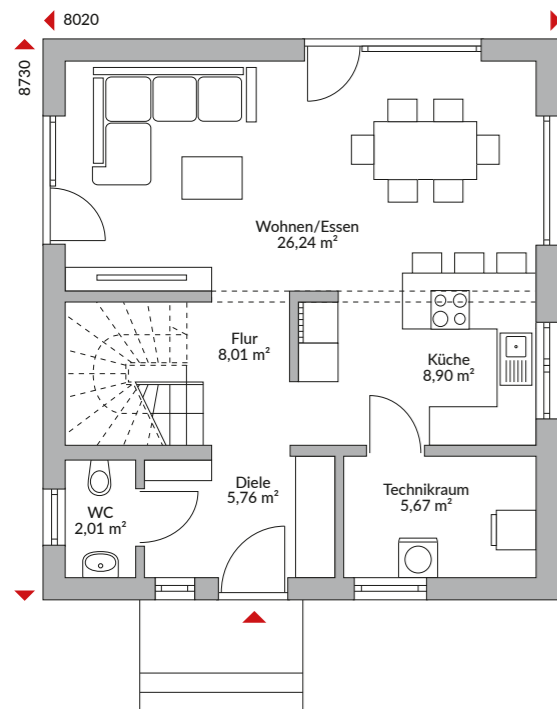 8020
8730
Wohnen/Essen
26,24 m²
Flur
8,01 m²
Küche
8,90 m²
Diele
5,76 m²
WC
2,01 m²
Technikraum
5,67 m²